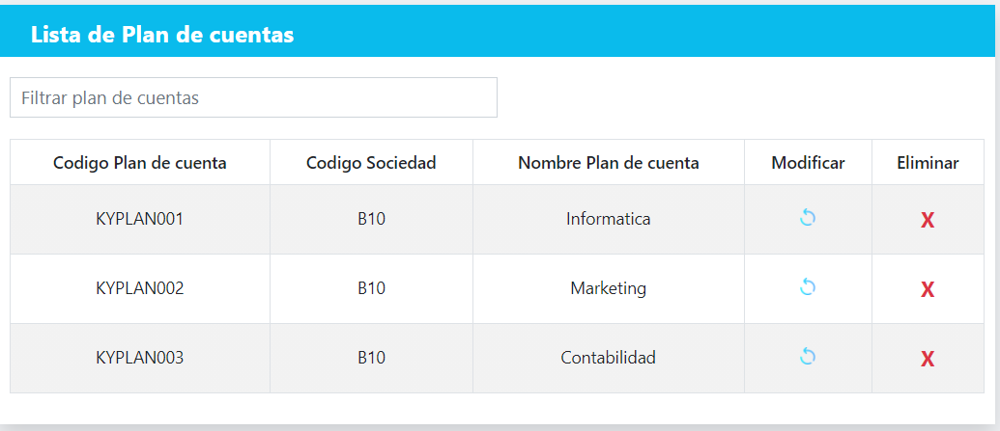 Lista de Plan de cuentas
Filtrar plan de cuentas
Codigo Plan de cuenta Codigo Sociedad Nombre Plan de cuenta Modificar Eliminar
KYPLAN001 B10 Informatica X
KYPLAN002 B10 Marketing X
KYPLAN003 B10 Contabilidad X